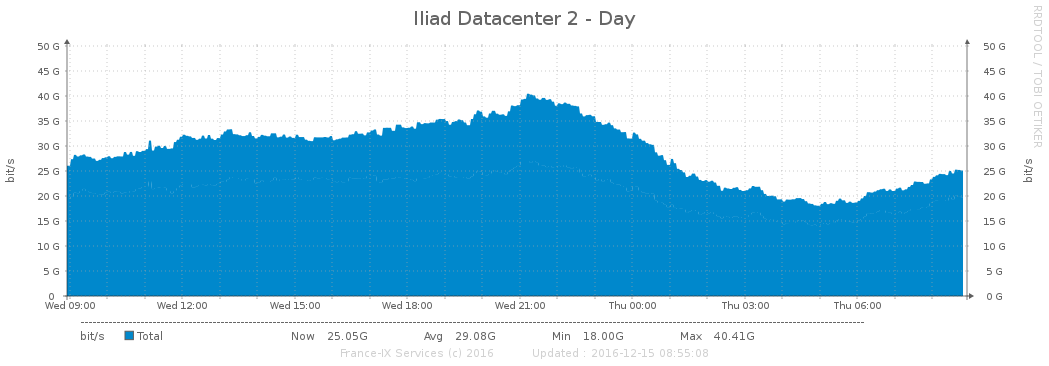 Iliad Datacenter 2 - Day
RRDTOOL / TOBI OETIKER
50 G 50 G
45 G 45 G
40 G 40 G
35 G 35 G
30 G 30 G
25 G 25 G
20 G 20 G
15 G 15 G
10 G 10 G
5 G 5 G
0 0 G
bit/s
bit/s
Wed 09:00 Wed 12:00 Wed 15:00 Wed 18:00 Wed 21:00 Thu 00:00 Thu 03:00 Thu 06:00
bit/s Total Now 25.05G Avg 29.08G Min 18.00G Max 40.41G
France-IX Services (c) 2016 Updated : 2016-12-15 08:55:08